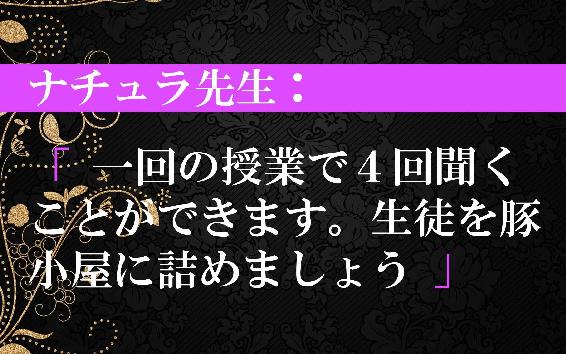 ナチュラ先生：
「 一回の授業で４回聞く
ことができます。生徒を豚
小屋に詰めましょう 」